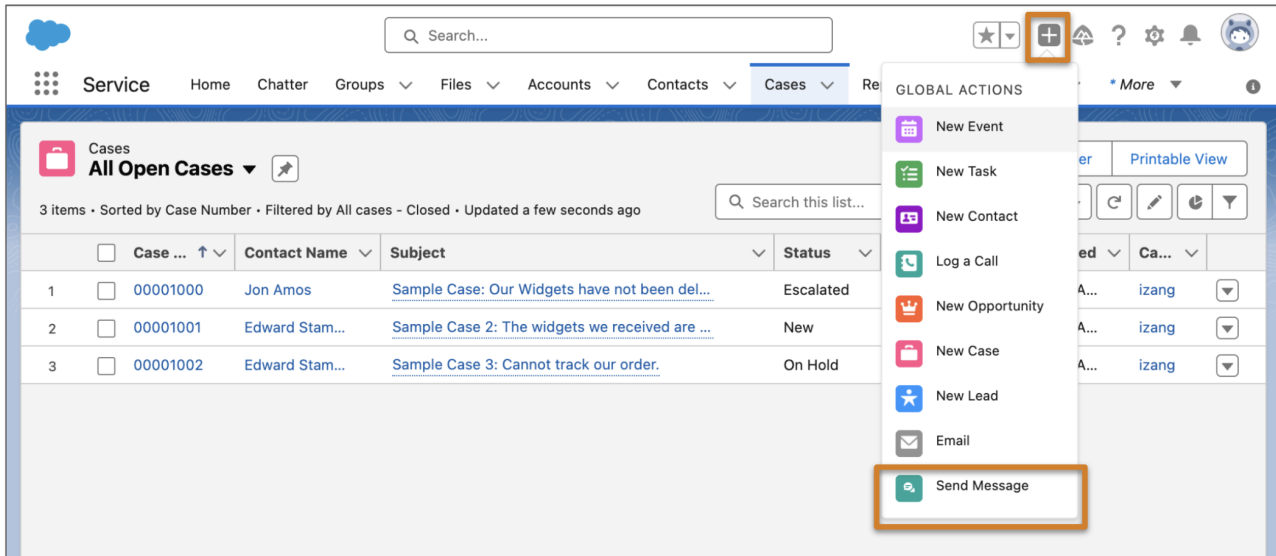 Search...
Service Home Chatter Groups Files Accounts Contacts Cases Re * More
GLOBAL ACTIONS
New Event
New Task
New Contact
Log a Call
New Opportunity
New Case
New Lead
Email
Send Message
Cases
All Open Cases
er Printable View
3 items • Sorted by Case Number • Filtered by All cases - Closed • Updated a few seconds ago
Search this list...
Case ... Contact Name Subject Status ed Ca...
1 00001000 Jon Amos Sample Case: Our Widgets have not been del... Escalated A... izang
2 00001001 Edward Stam... Sample Case 2: The widgets we received are ... New A... izang
3 00001002 Edward Stam... Sample Case 3: Cannot track our order. On Hold A... izang